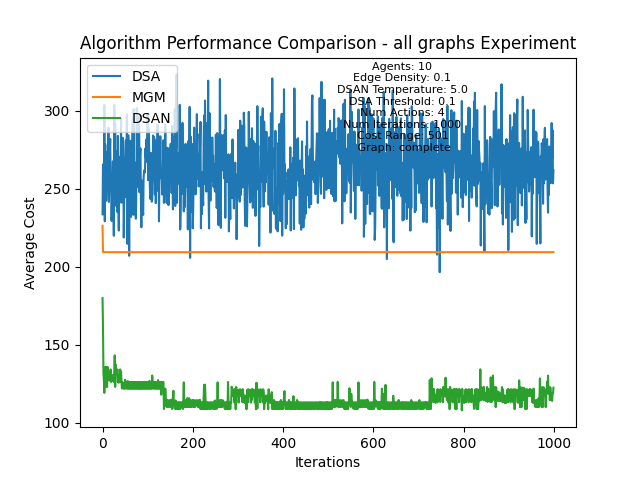 Algorithm Performance Comparison - all graphs Experiment
DSA
MGM
DSAN
Agents: 10
Edge Density: 0.1
DSAN Temperature: 5.0
DSA Threshold: 0.1
Num Actions: 4
Num Iterations: 1000
Cost Range: 501
Graph: complete
Average Cost
300
250
200
150
100
0
200
400
600
800
1000
Iterations